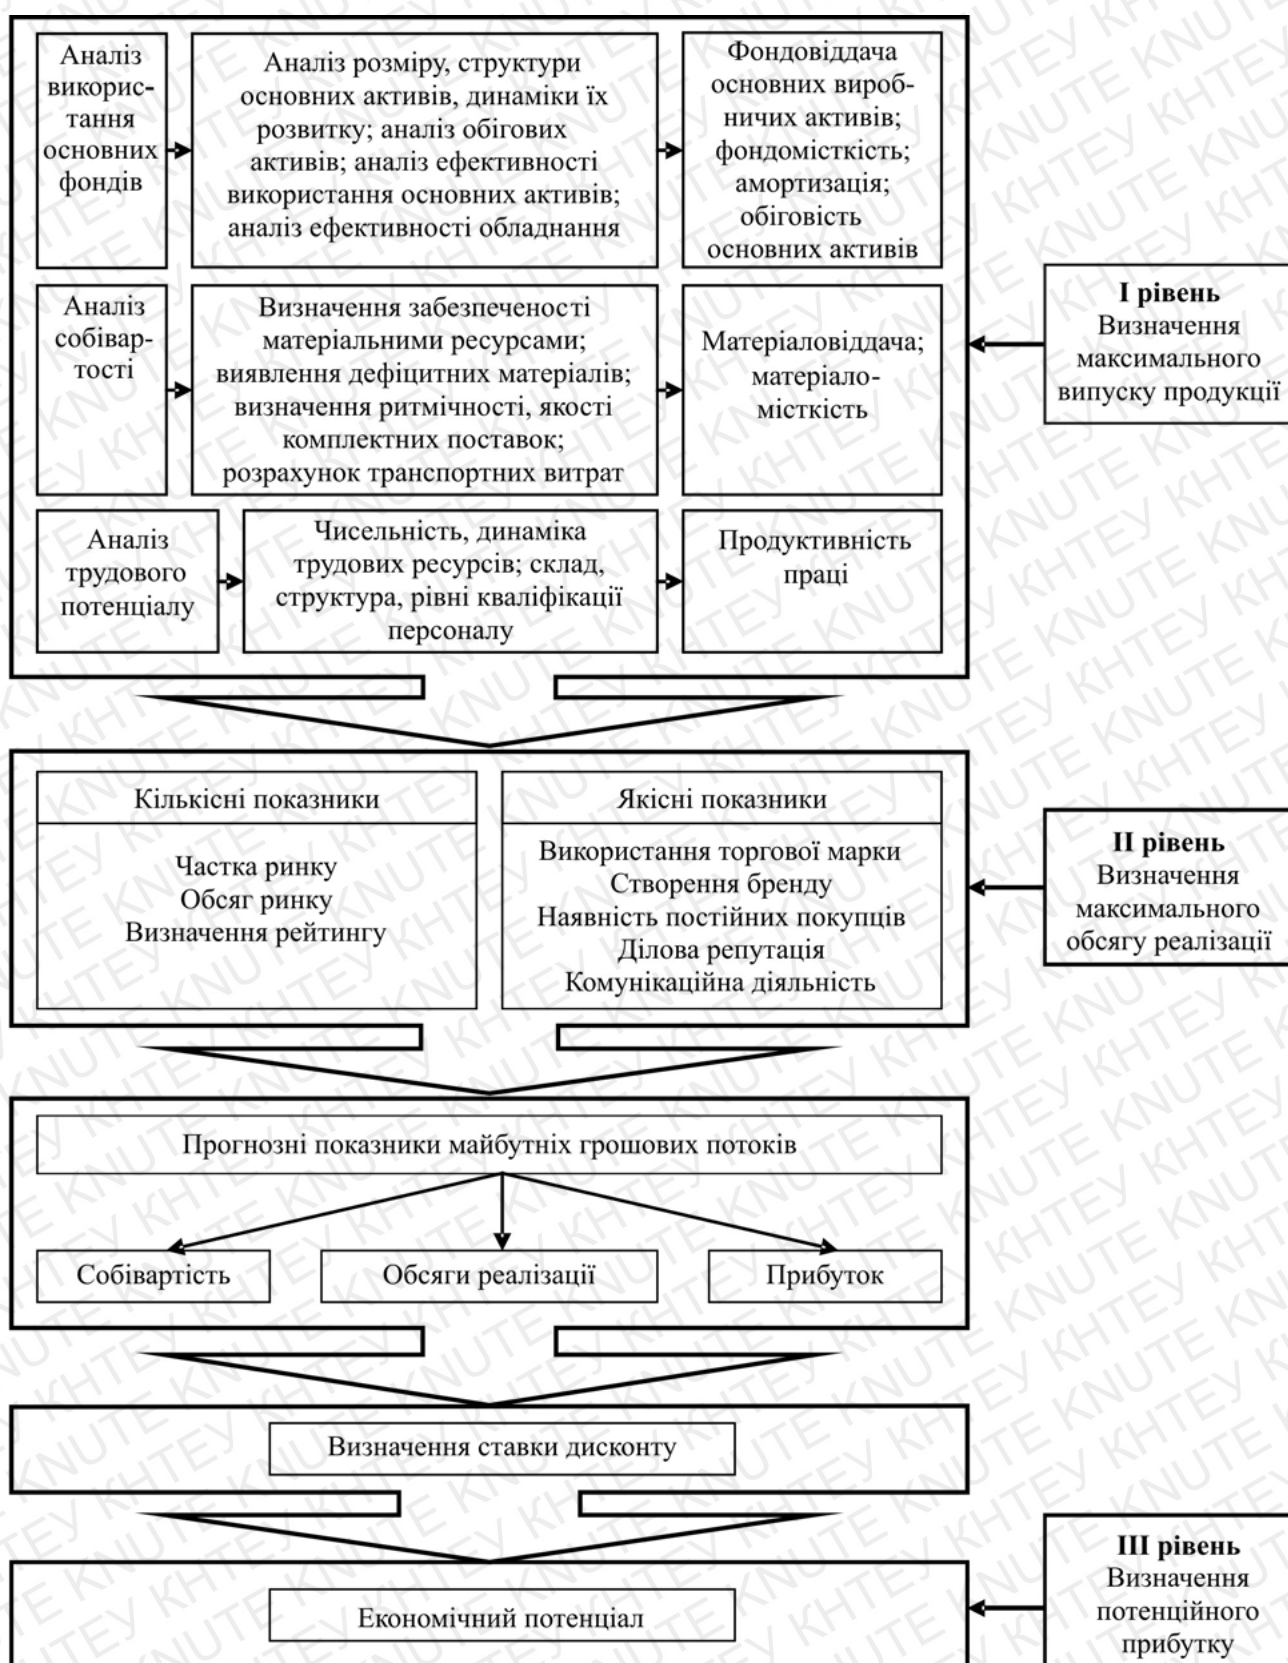 Аналіз
використання
основних
фондів
Аналіз розміру, структури
основних активів, динаміки їх
розвитку; аналіз обігових
активів; аналіз ефективності
використання основних активів;
аналіз ефективності обладнання
Фондовіддача
основних вироб-
ничих активів;
фондомісткість;
амортизація;
обіговість
основних активів
Аналіз
собівар-
тості
Визначення забезпеченості
матеріальними ресурсами;
виявлення дефіцитних матеріалів;
визначення ритмічності, якості
комплектних поставок;
розрахунок транспортних витрат
Матеріаловіддача;
матеріало-
місткість
I рівень
Визначення
максимального
випуску продукції
Аналіз
трудового
потенціалу
Чисельність, динаміка
трудових ресурсів; склад,
структура, рівні кваліфікації
персоналу
Продуктивність
праці
Кількісні показники
Частка ринку
Обсяг ринку
Визначення рейтингу
Якісні показники
Використання торгової марки
Створення бренду
Наявність постійних покупців
Ділова репутація
Комунікаційна діяльність
II рівень
Визначення
максимального
обсягу реалізації
Прогнозні показники майбутніх грошових потоків
Собівартість
Обсяги реалізації
Прибуток
Визначення ставки дисконту
Економічний потенціал
III рівень
Визначення
потенційного
прибутку